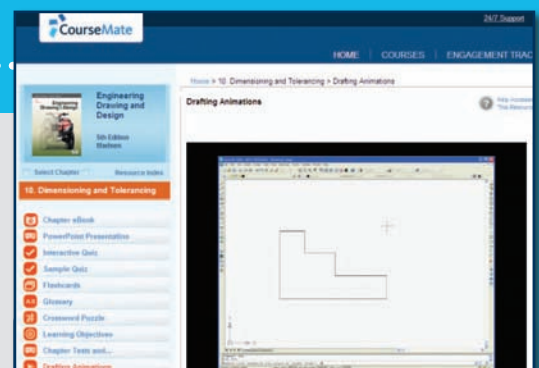 CourseMate
24/7 Support
HOME
COURSES
ENGAGEMENT TRAC
Home > 10. Dimensioning and Tolerancing > Drafting Animations
Engineering
Drawing and
Design
5th Edition
Madsen
Select Chapter
Resource Index
Drafting Animations
10. Dimensioning and Tolerancing
Chapter eBook
PowerPoint Presentation
Interactive Quiz
Sample Quiz
Flashcards
Glossary
Crossword Puzzle
Learning Objectives
Chapter Tests and...
Drafting Animations